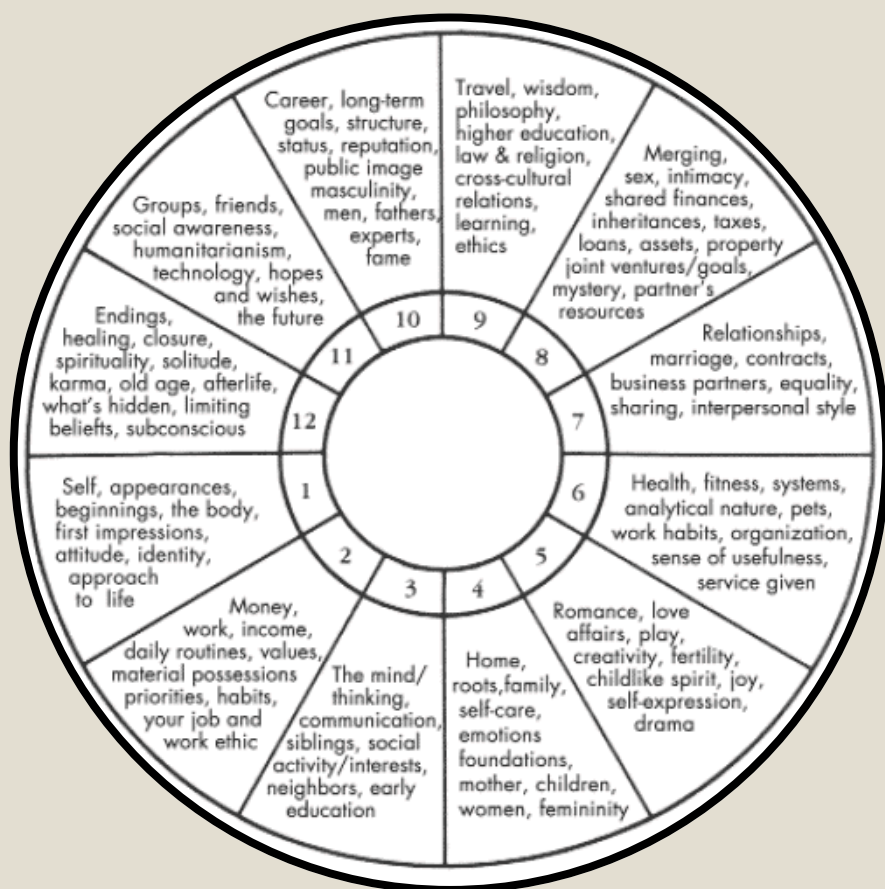 Career, long-term
goals, structure,
status, reputation,
public image
masculinity,
men, fathers,
experts,
fame
Travel, wisdom,
philosophy,
higher education,
law & religion,
cross-cultural
relations,
learning,
ethics
Merging,
sex, intimacy,
shared finances,
inheritances, taxes,
loans, assets, property
joint ventures/goals,
mystery, partner's
resources
Groups, friends,
social awareness,
humanitarianism,
technology, hopes
and wishes,
the future
Endings,
healing, closure,
spirituality, solitude,
karma, old age, afterlife,
what's hidden, limiting
beliefts, subconscious
Relationships,
marriage, contracts,
business partners, equality,
sharing, interpersonal style
10
9
11
8
12
7
1
6
2
5
3
4
Self, appearances,
beginnings, the body,
first impressions,
attitude, identity,
approach
to life
Health, fitness, systems,
analytical nature, pets,
work habits, organization,
sense of usefulness,
service given
Money,
work, income,
daily routines, values,
material possessions
priorities, habits,
your job and
work ethic
The mind/
thinking,
communication,
siblings, social
activity/interests,
neighbors, early
education
Home,
roots,family,
self-care,
emotions
foundations,
mother, children,
women, femininity
Romance, love
affairs, play,
creativity, fertility,
childlike spirit, joy,
self-expression,
drama